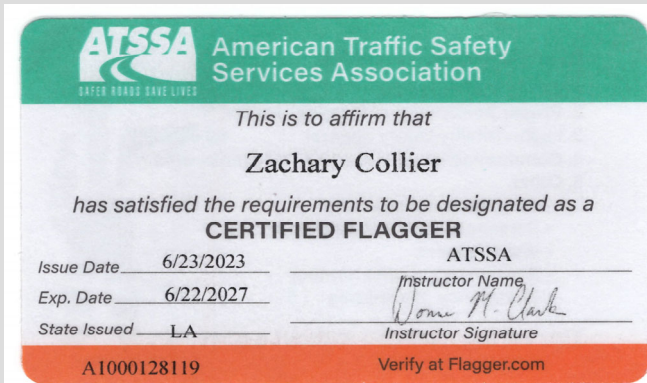 ATSSA
SAFER ROADS SAVE LIVES
American Traffic Safety
Services Association
This is to affirm that
Zachary Collier
has satisfied the requirements to be designated as a
CERTIFIED FLAGGER
Issue Date 6/23/2023
Exp. Date 6/22/2027
State Issued LA
ATSSA
Instructor Name
Donna M. Clark
Instructor Signature
A1000128119
Verify at Flagger.com